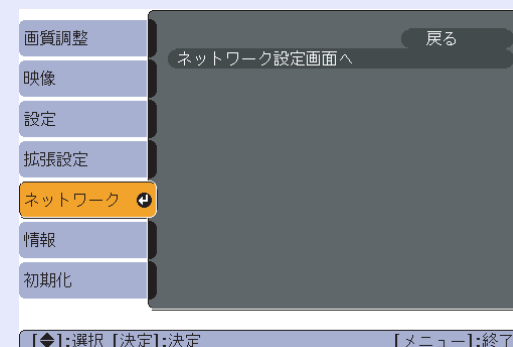 画質調整
映像
設定
拡張設定
ネットワーク
情報
初期化
戻る
ネットワーク設定画面へ
[◆]:選択 [決定]:決定
[メニュー]:終了